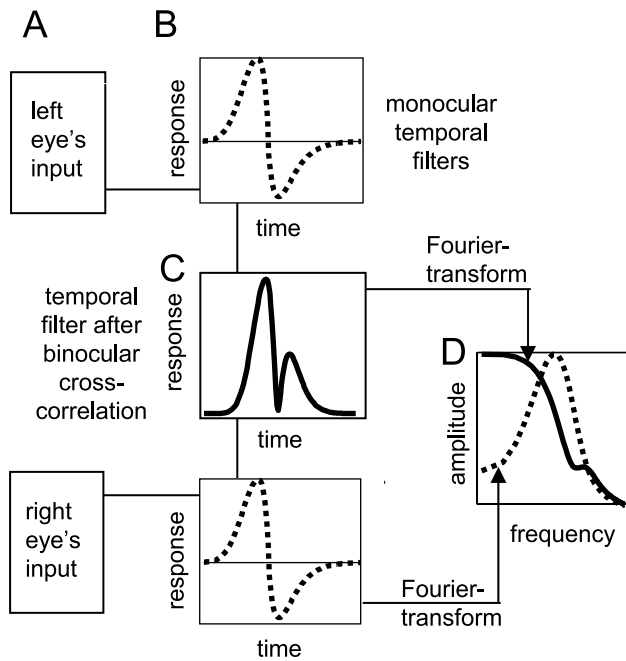 A
B
left
eye's
input
response
time
monocular
temporal
filters
Fourier-
transform
C
temporal
filter after
binocular
cross-
correlation
response
time
D
amplitude
frequency
right
eye's
input
response
time
Fourier-
transform